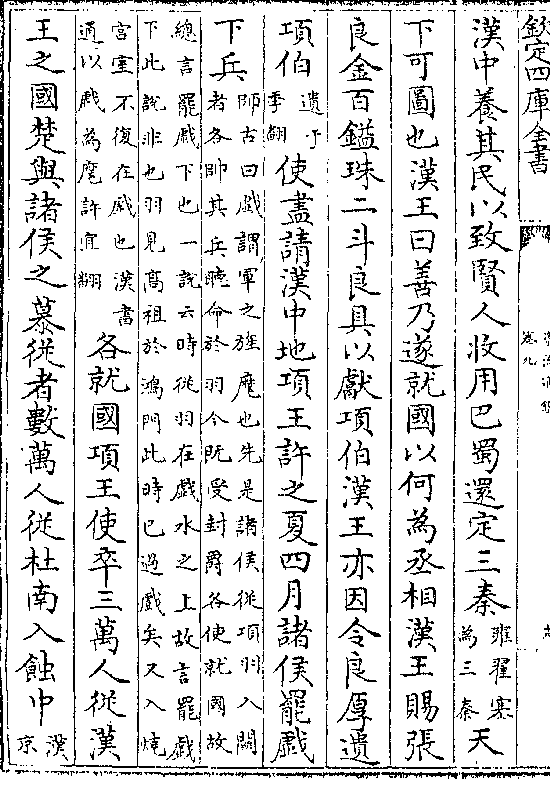 欽定四庫全書
卷九
漢中養其民以致賢人收用巴蜀還定三秦雍翟塞為三秦天
下可圖也漢王曰善乃遂就國以何為丞相漢王賜張
良金百鎰珠二斗良具以獻項伯漢王亦因令良厚遺
項伯遺于季翻使盡請漢中地項王許之夏四月諸侯罷戲
下兵師古曰戲謂軍之旌麾也先是諸侯從項羽入關者各帥其兵聽命於羽今既受封爵各使就國故
總言罷戲下也一説云時從羽在戲水之上故言罷戲下此説非也羽見髙祖於鴻門此時已過戲矣又入燒
宫室不復在戲也漢書通以戲為麾許宜翻各就國項王使卒三萬人從漢
王之國楚與諸侯之慕從者數萬人從杜南入蝕中漢京